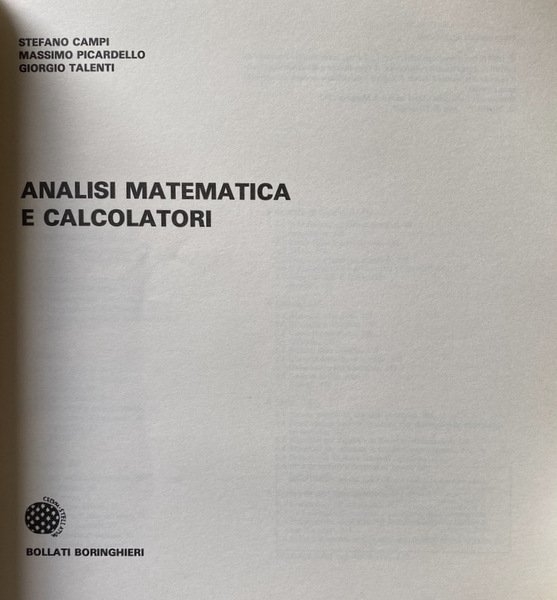 STEFANO CAMPI
MASSIMO PICARDELLO
GIORGIO TALENTI
ANALISI MATEMATICA
E CALCOLATORI
BOLLATI BORINGHIERI